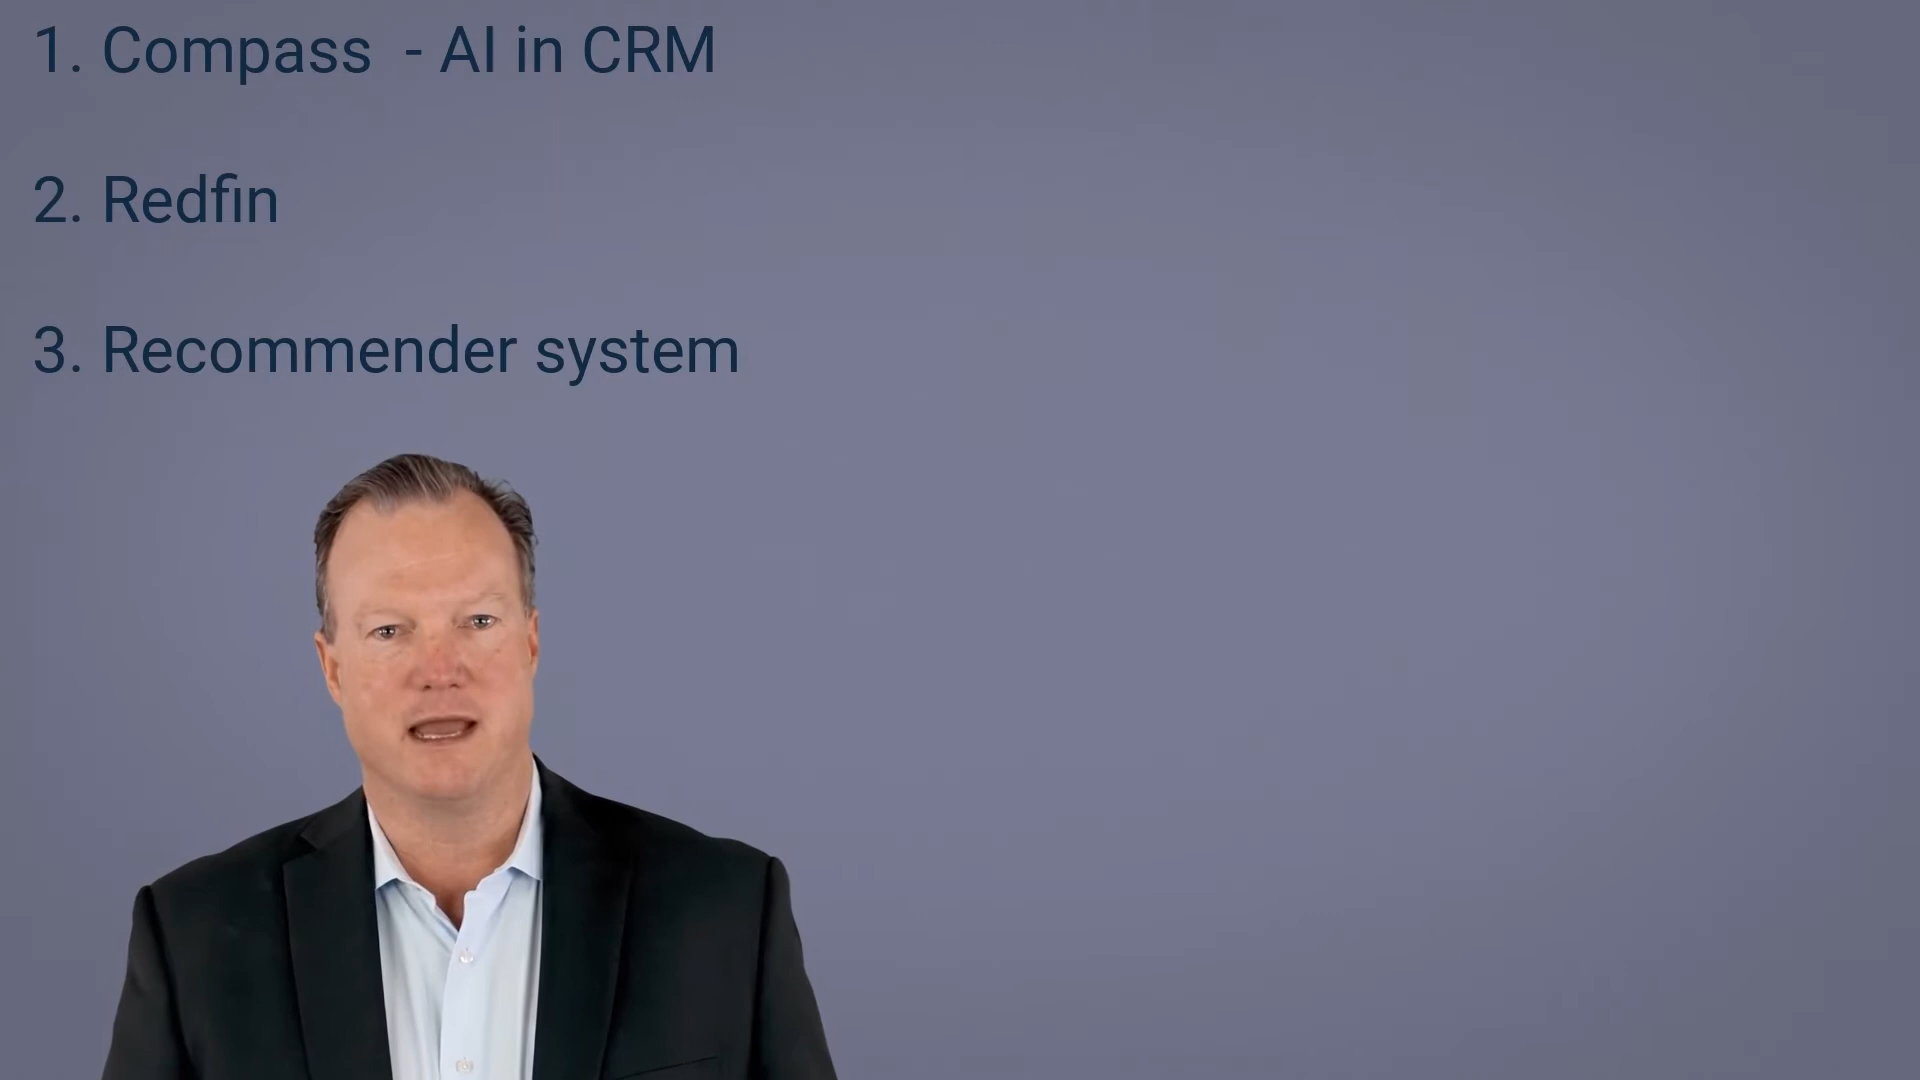 1. Compass  - AI in CRM
2. Redfin
3. Recommender system